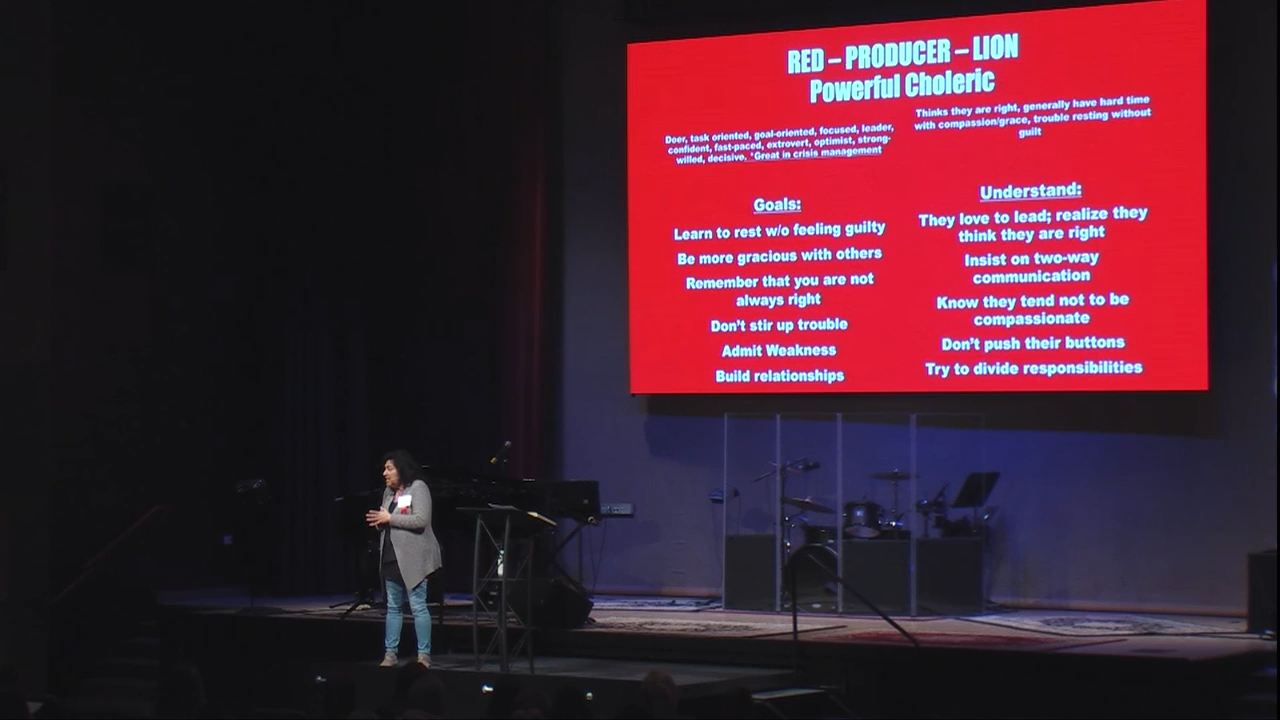 RED – PRODUCER – LION
Powerful Choleric
Doer, task oriented, goal-oriented, focused, leader,
confident, fast-paced, extrovert, optimist, strong-
willed, decisive, *Great in crisis management
Goals:
Learn to rest w/o feeling guilty
Be more gracious with others
Remember that you are not
always right
Don't stir up trouble
Admit Weakness
Build relationships
Thinks they are right, generally have hard time
with compassion/grace, trouble resting without
guilt
Understand:
They love to lead; realize they
think they are right
Insist on two-way
communication
Know they tend not to be
compassionate
Don't push their buttons
Try to divide responsibilities